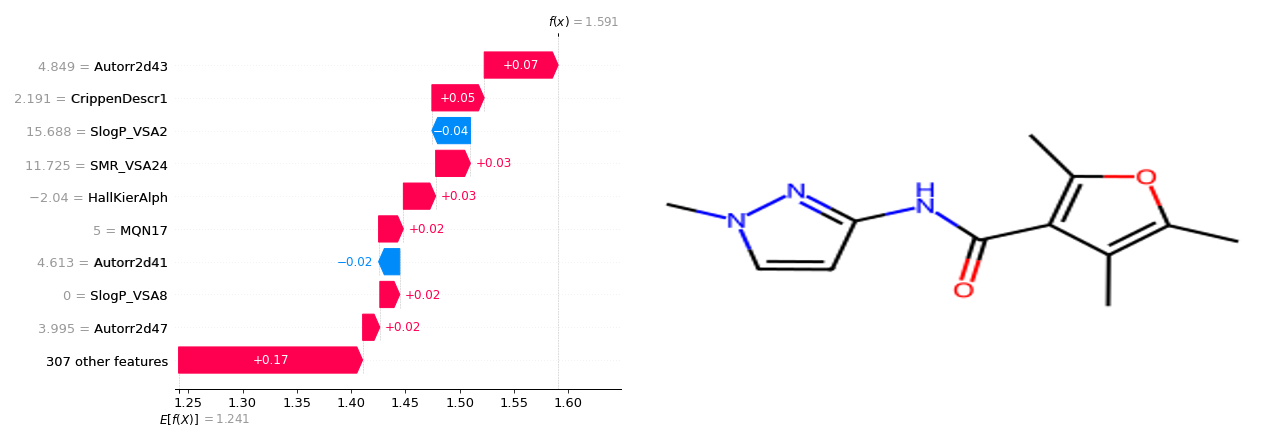 f(x) = 1.591
4.849 = Autorr2d43
+0.07
2.191 = CrippenDescr1
+0.05
15.688 = SlogP_VSA2
−0.04
11.725 = SMR_VSA24
+0.03
−2.04 = HallKierAlph
+0.03
5 = MQN17
+0.02
4.613 = Autorr2d41
−0.02
0 = SlogP_VSA8
+0.02
3.995 = Autorr2d47
+0.02
307 other features
+0.17
1.25 1.30 1.35 1.40 1.45 1.50 1.55 1.60
E[f(X)] = 1.241
N
N
H
N
O
O